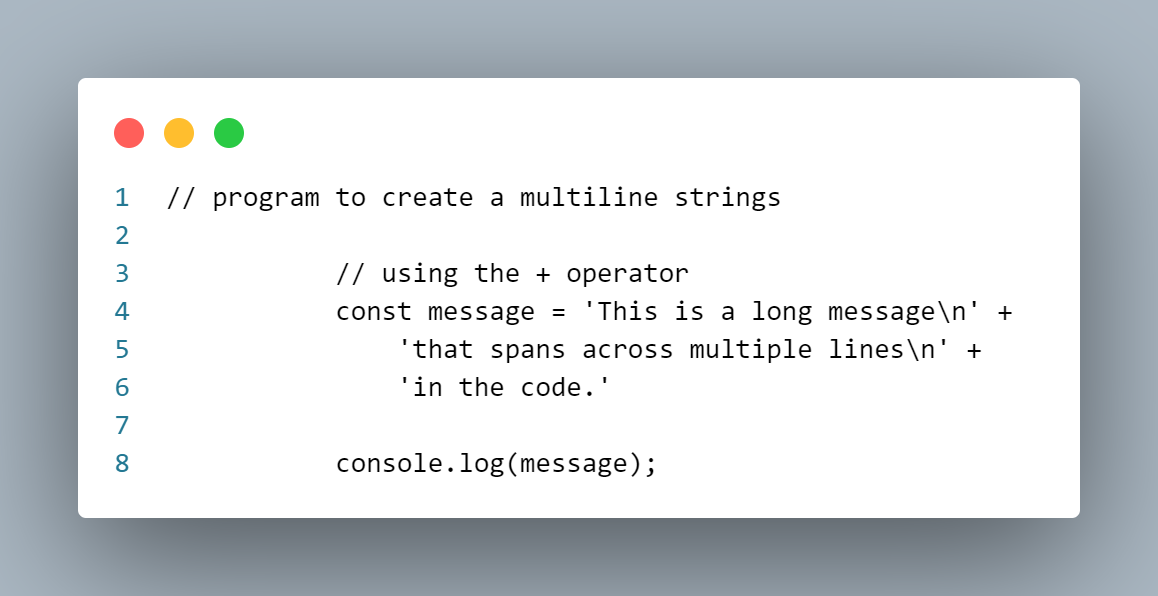 1 // program to create a multiline strings
2
3 // using the + operator
4 const message = 'This is a long message\n' +
5 'that spans across multiple lines\n' +
6 'in the code.'
7
8 console.log(message);